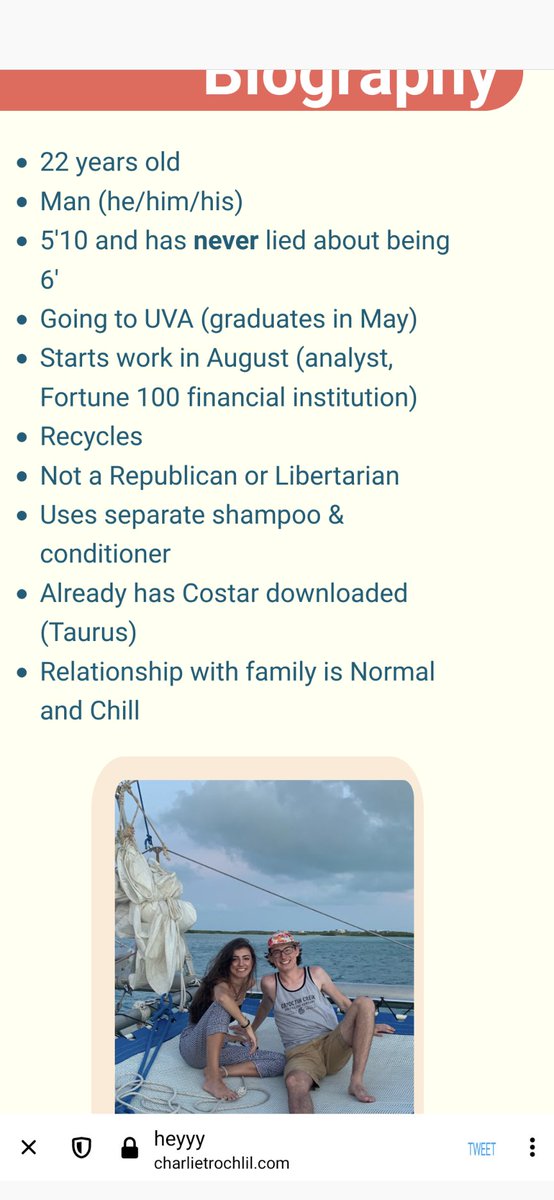 Biography
22 years old
Man (he/him/his)
5'10 and has never lied about being
6'
Going to UVA (graduates in May)
Starts work in August (analyst,
Fortune 100 financial institution)
Recycles
Not a Republican or Libertarian
Uses separate shampoo &
conditioner
Already has Costar downloaded
(Taurus)
Relationship with family is Normal
and Chill
CATOCTIN CREEK
heyyy
charlietrochlil.com
TWEET